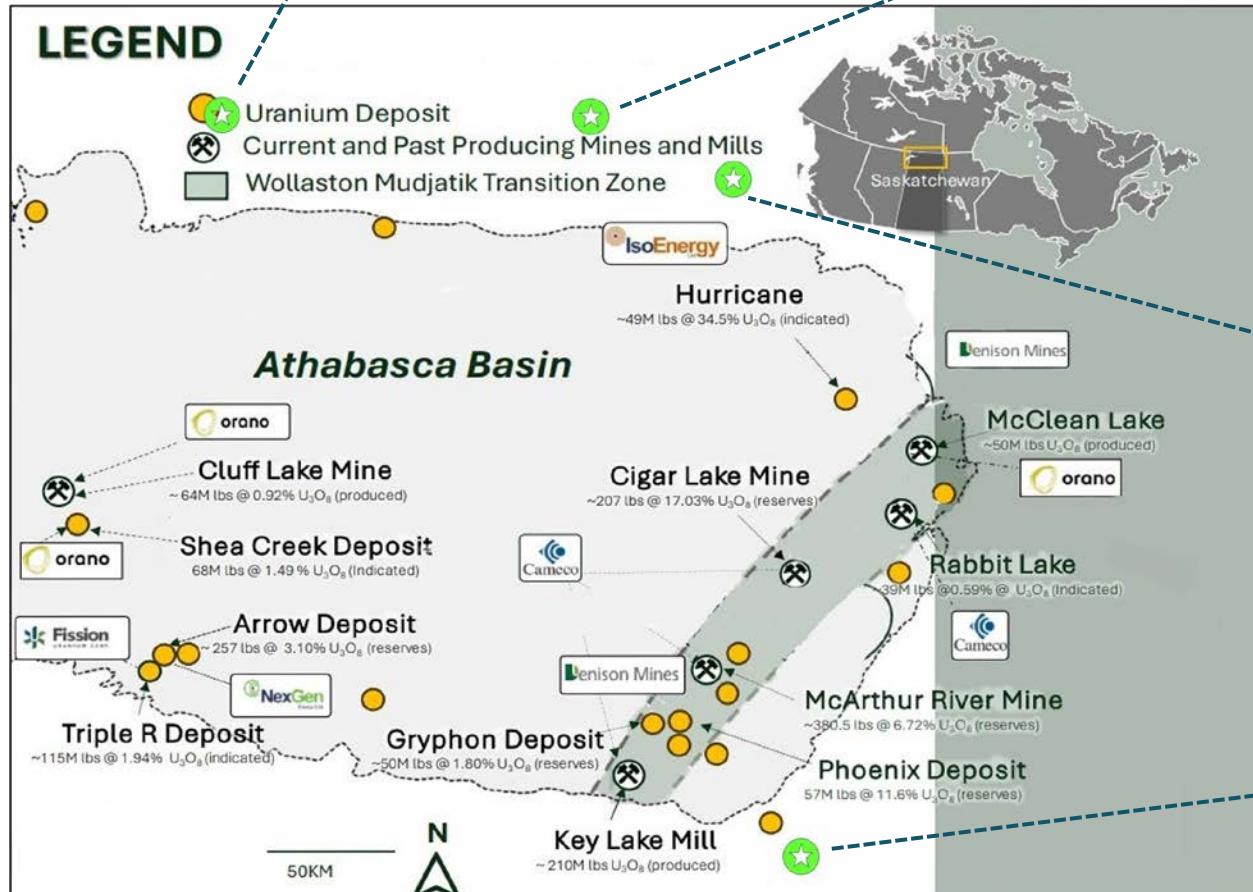 LEGEND
Uranium Deposit
Current and Past Producing Mines and Mills
Wollaston Mudjatik Transition Zone
Saskatchewan
IsoEnergy
Hurricane
~49M lbs @ 34.5% U₃O₈ (indicated)
Denison Mines
Athabasca Basin
orano
McClean Lake
~50M lbs U₃O₈ (produced)
Cluff Lake Mine
~ 64M lbs @ 0.92% U₃O₈ (produced)
Cigar Lake Mine
~207 lbs @ 17.03% U₃O₈ (reserves)
orano
Shea Creek Deposit
68M lbs @ 1.49 % U₃O₈ (Indicated)
orano
Cameco
Rabbit Lake
~39M lbs @0.59% @ U₃O₈ (Indicated)
Cameco
Fission
Arrow Deposit
~ 257 lbs @ 3.10% U₃O₈ (reserves)
NexGen
Denison Mines
McArthur River Mine
~380.5 lbs @ 6.72% U₃O₈ (reserves)
Triple R Deposit
~115M lbs @ 1.94% U₃O₈ (indicated)
Gryphon Deposit
~50M lbs @ 1.80% U₃O₈ (reserves)
Phoenix Deposit
57M lbs @ 11.6% U₃O₈ (reserves)
Key Lake Mill
~ 210M lbs U₃O₈ (produced)
50KM
N